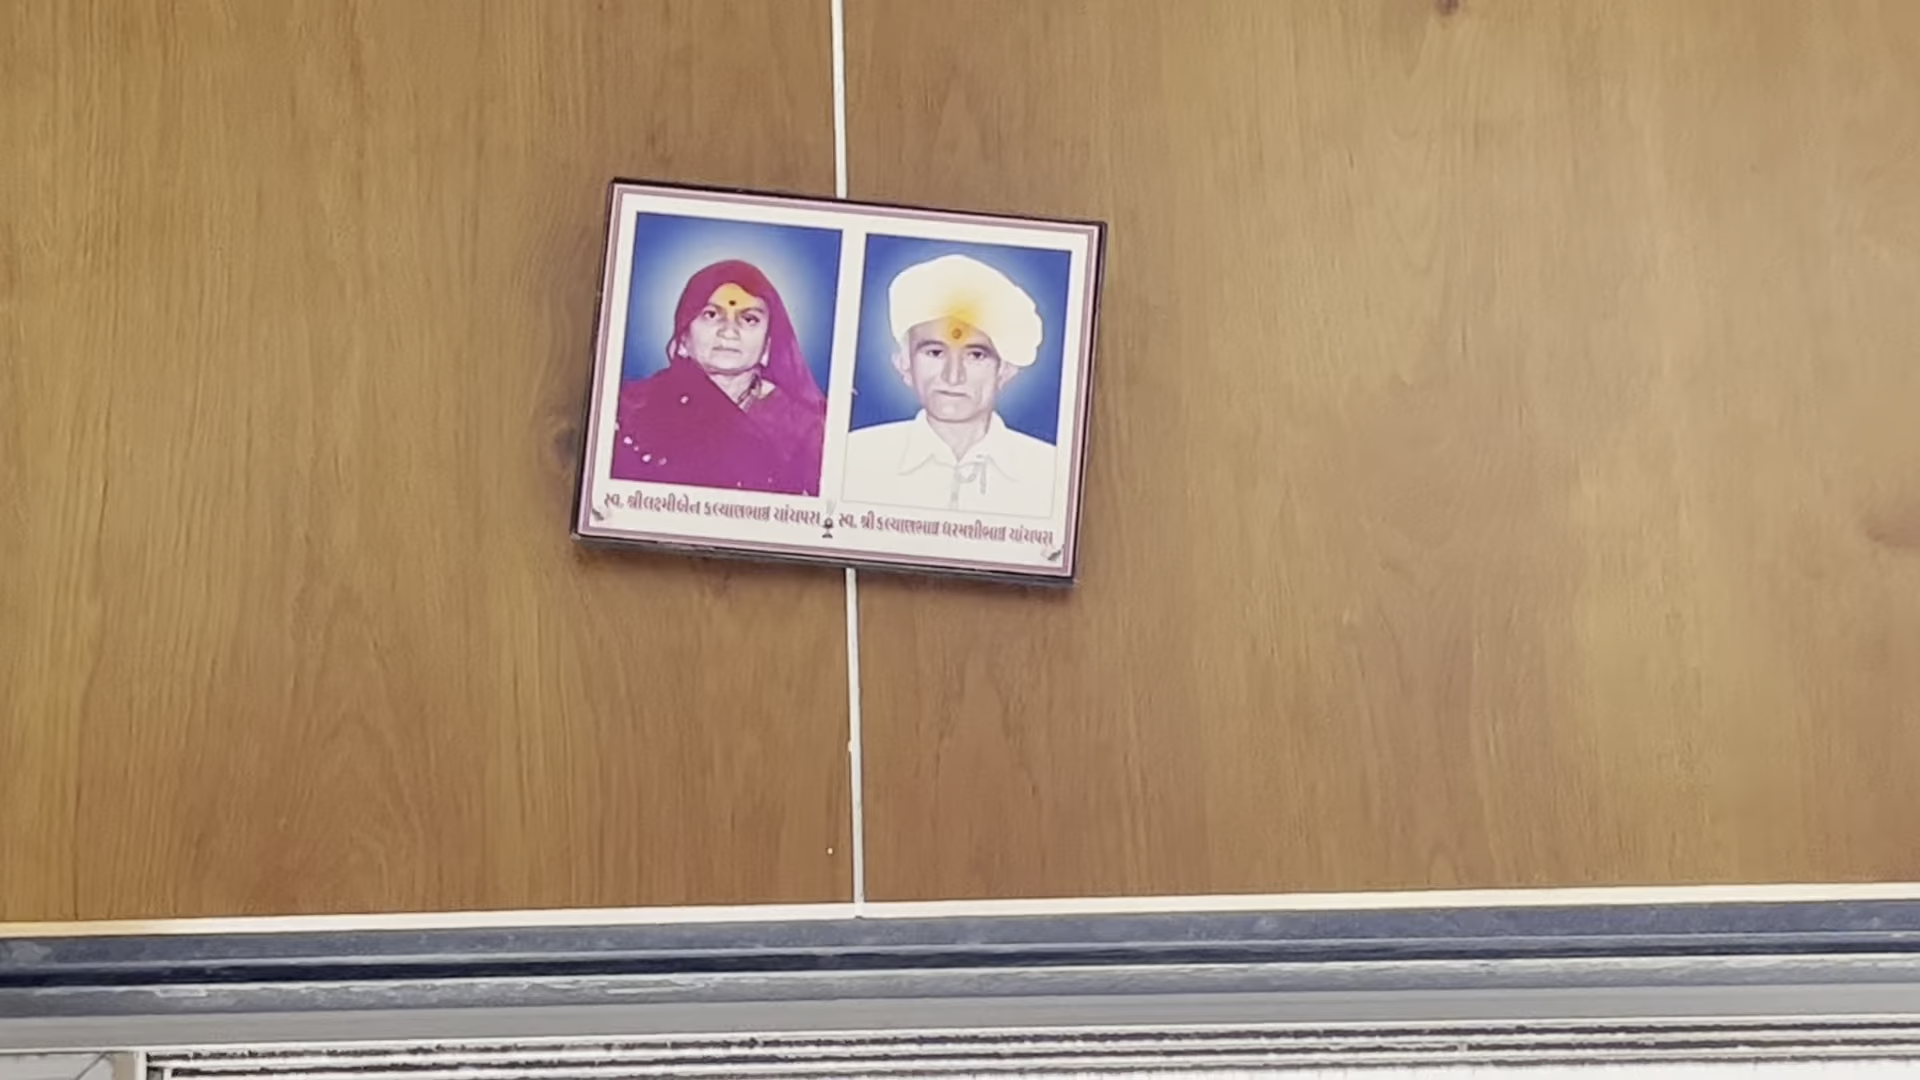 સ્વ. શ્રી લક્ષ્મીબેન કલ્યાણભાઇ ચાંચપરા
સ્વ. શ્રી કલ્યાણભાઇ ધરમશીભાઇ ચાંચપરા